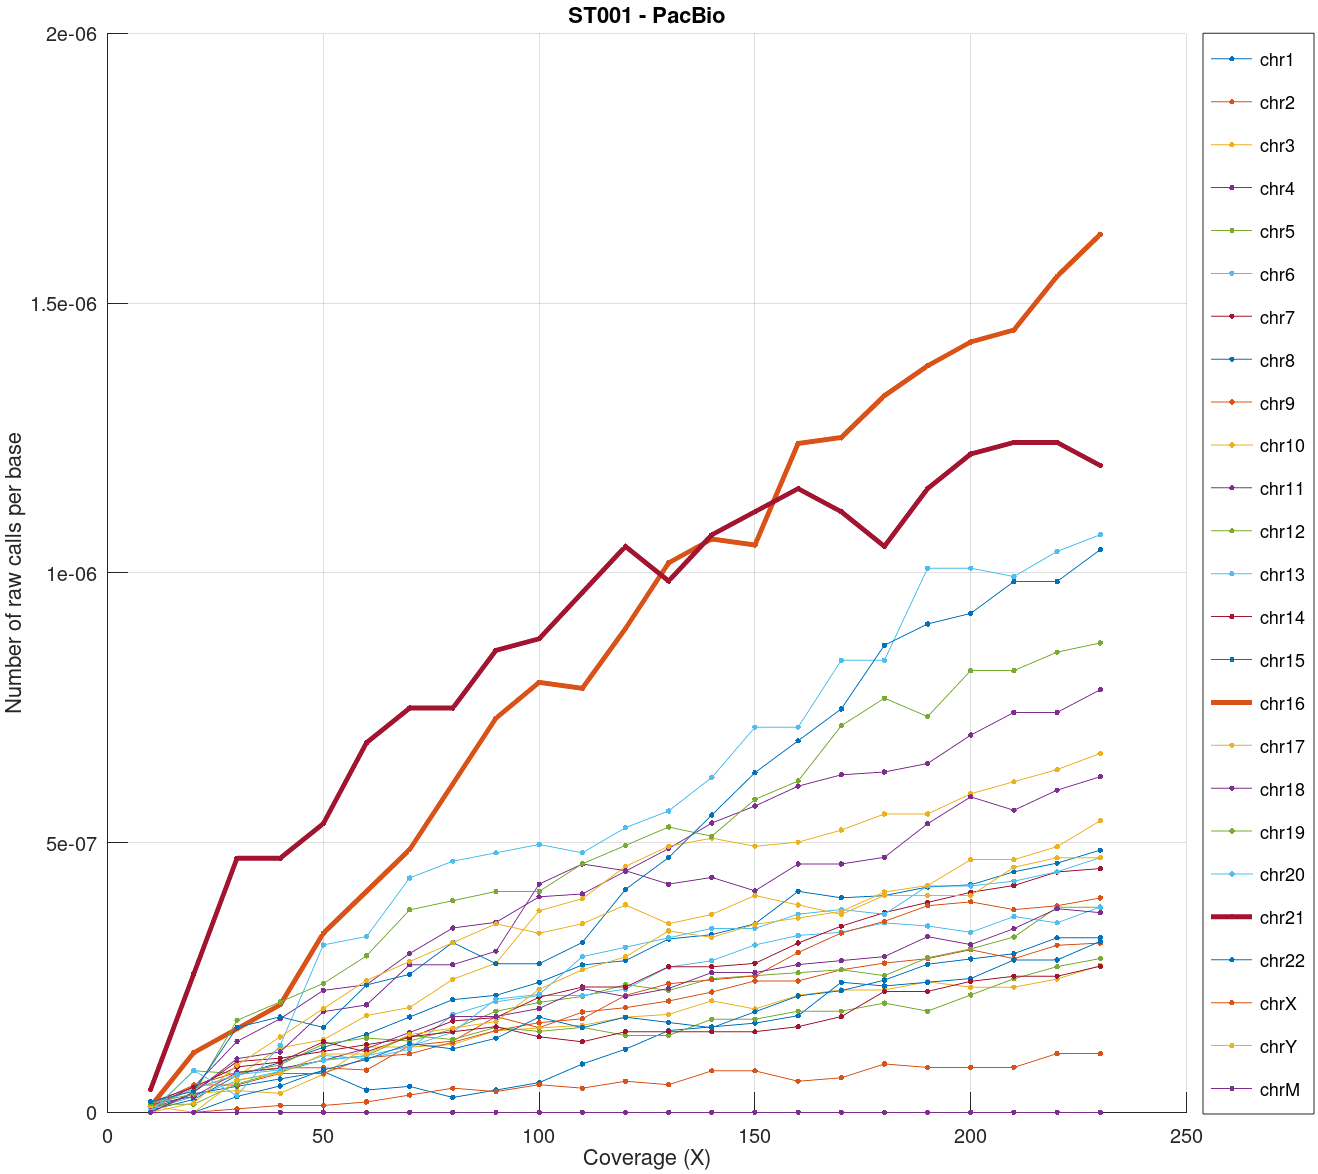 ST001 - PacBio
2e-06
1.5e-06
1e-06
5e-07
0
Number of raw calls per base
0
50
100
150
200
250
Coverage (X)
chr1
chr2
chr3
chr4
chr5
chr6
chr7
chr8
chr9
chr10
chr11
chr12
chr13
chr14
chr15
chr16
chr17
chr18
chr19
chr20
chr21
chr22
chrX
chrY
chrM